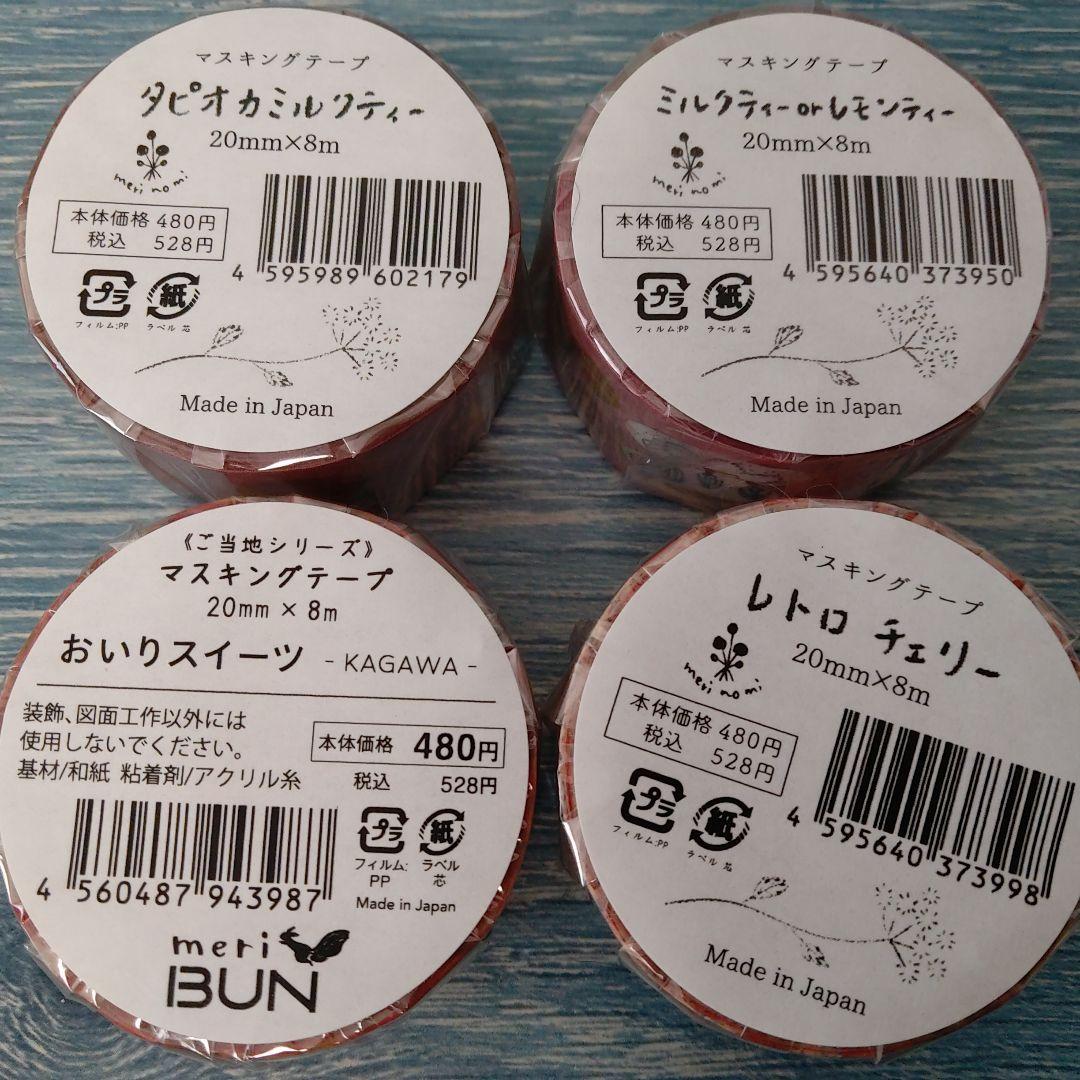 マスキングテープ
タピオカミルクティー
20mm×8m
meri no mi
本体価格 480円
税込 528円
4 595989 602179
プラ 紙
フィルム:PP ラベル 芯
Made in Japan
マスキングテープ
ミルクティーorレモンティー
20mm×8m
meri no mi
本体価格 480円
税込 528円
4 595640 373950
プラ 紙
フィルム:PP ラベル 芯
Made in Japan
《ご当地シリーズ》
マスキングテープ
20mm × 8m
おいりスイーツ - KAGAWA -
装飾、図面工作以外には
使用しないでください。
基材/和紙 粘着剤/アクリル糸
本体価格 480円
税込 528円
4 560487 943987
プラ 紙
フィルム: ラベル
PP 芯
Made in Japan
meri
BUN
マスキングテープ
レトロ チェリー
20mm×8m
meri no mi
本体価格 480円
税込 528円
4 595640 373998
プラ 紙
フィルム:PP ラベル 芯
Made in Japan